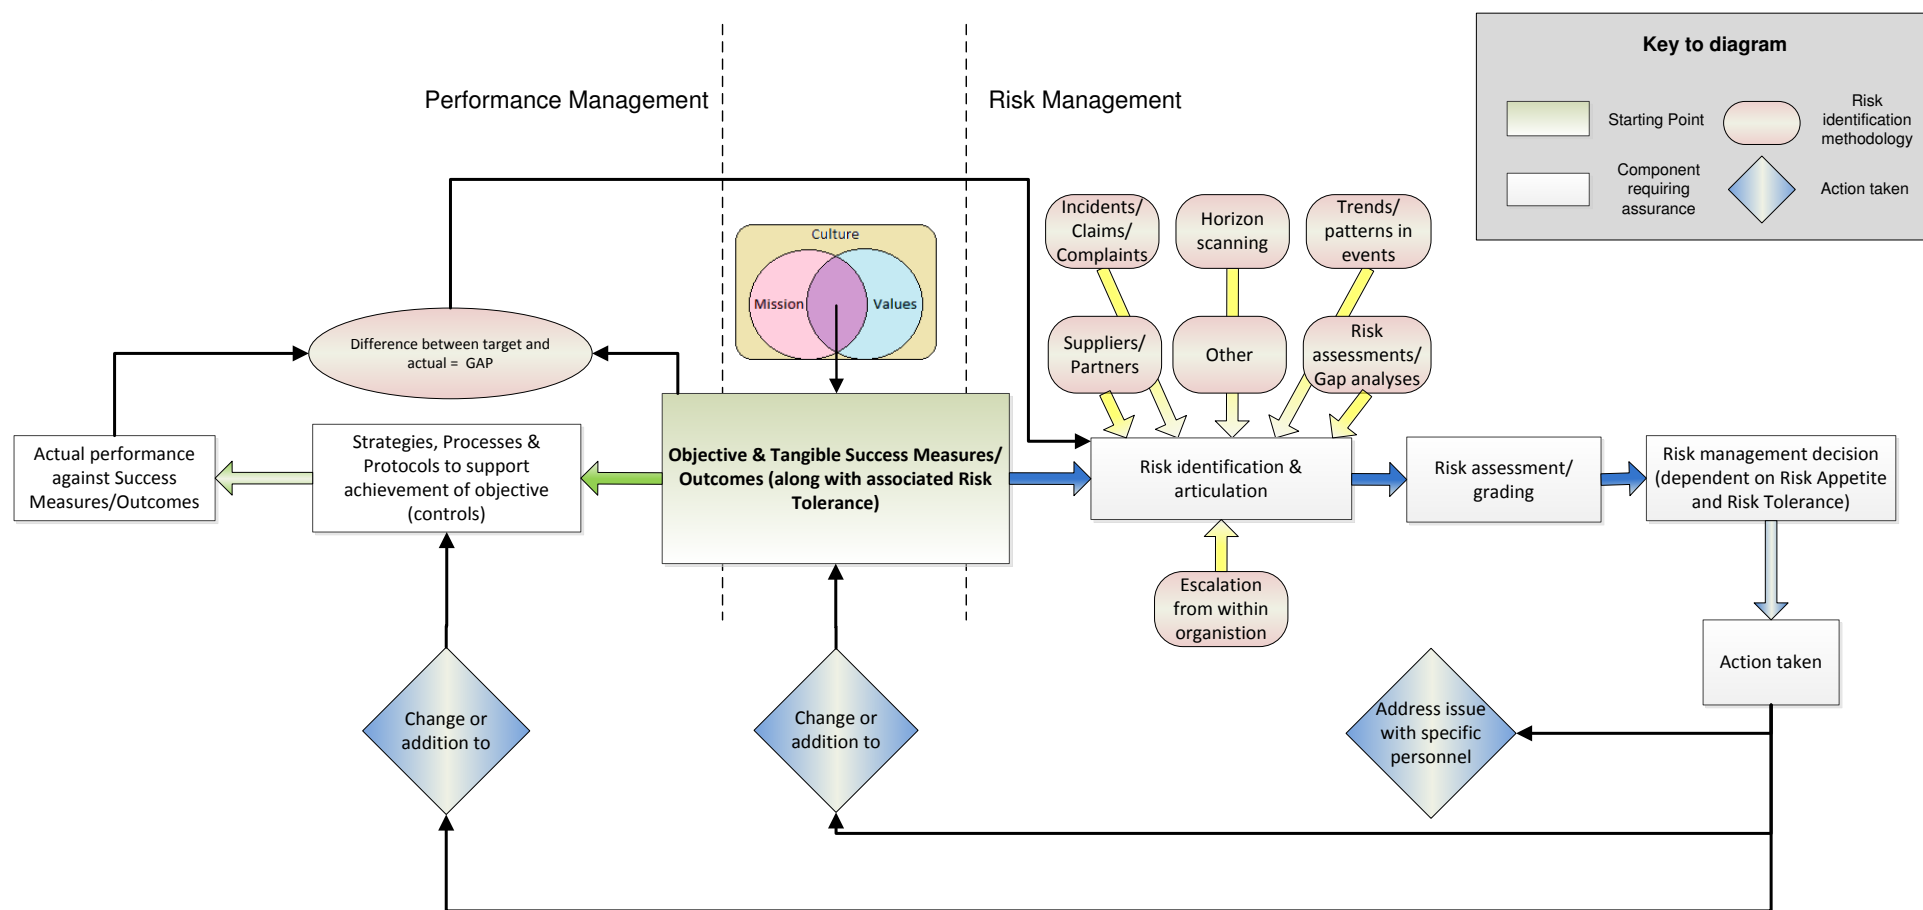 Key to diagram
Starting Point
Risk
identification
methodology
Component
requiring
assurance
Action taken
Performance Management
Risk Management
Culture
Mission
Values
Incidents/
Claims/
Complaints
Horizon
scanning
Trends/
patterns in
events
Suppliers/
Partners
Other
Risk
assessments/
Gap analyses
Difference between target and
actual = GAP
Actual performance
against Success
Measures/Outcomes
Strategies, Processes &
Protocols to support
achievement of objective
(controls)
Objective & Tangible Success Measures/
Outcomes (along with associated Risk
Tolerance)
Risk identification &
articulation
Risk assessment/
grading
Risk management decision
(dependent on Risk Appetite
and Risk Tolerance)
Escalation
from within
organistion
Action taken
Change or
addition to
Change or
addition to
Address issue
with specific
personnel